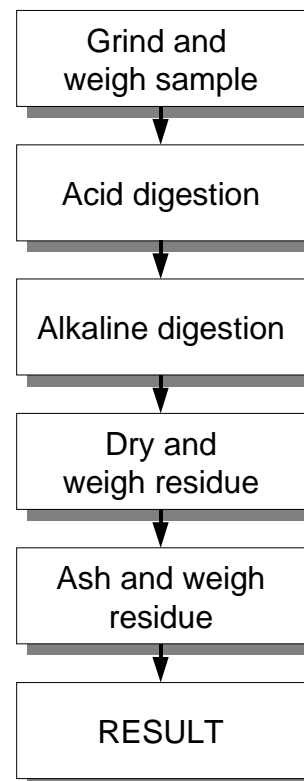 Grind and
weigh sample
Acid digestion
Alkaline digestion
Dry and
weigh residue
Ash and weigh
residue
RESULT